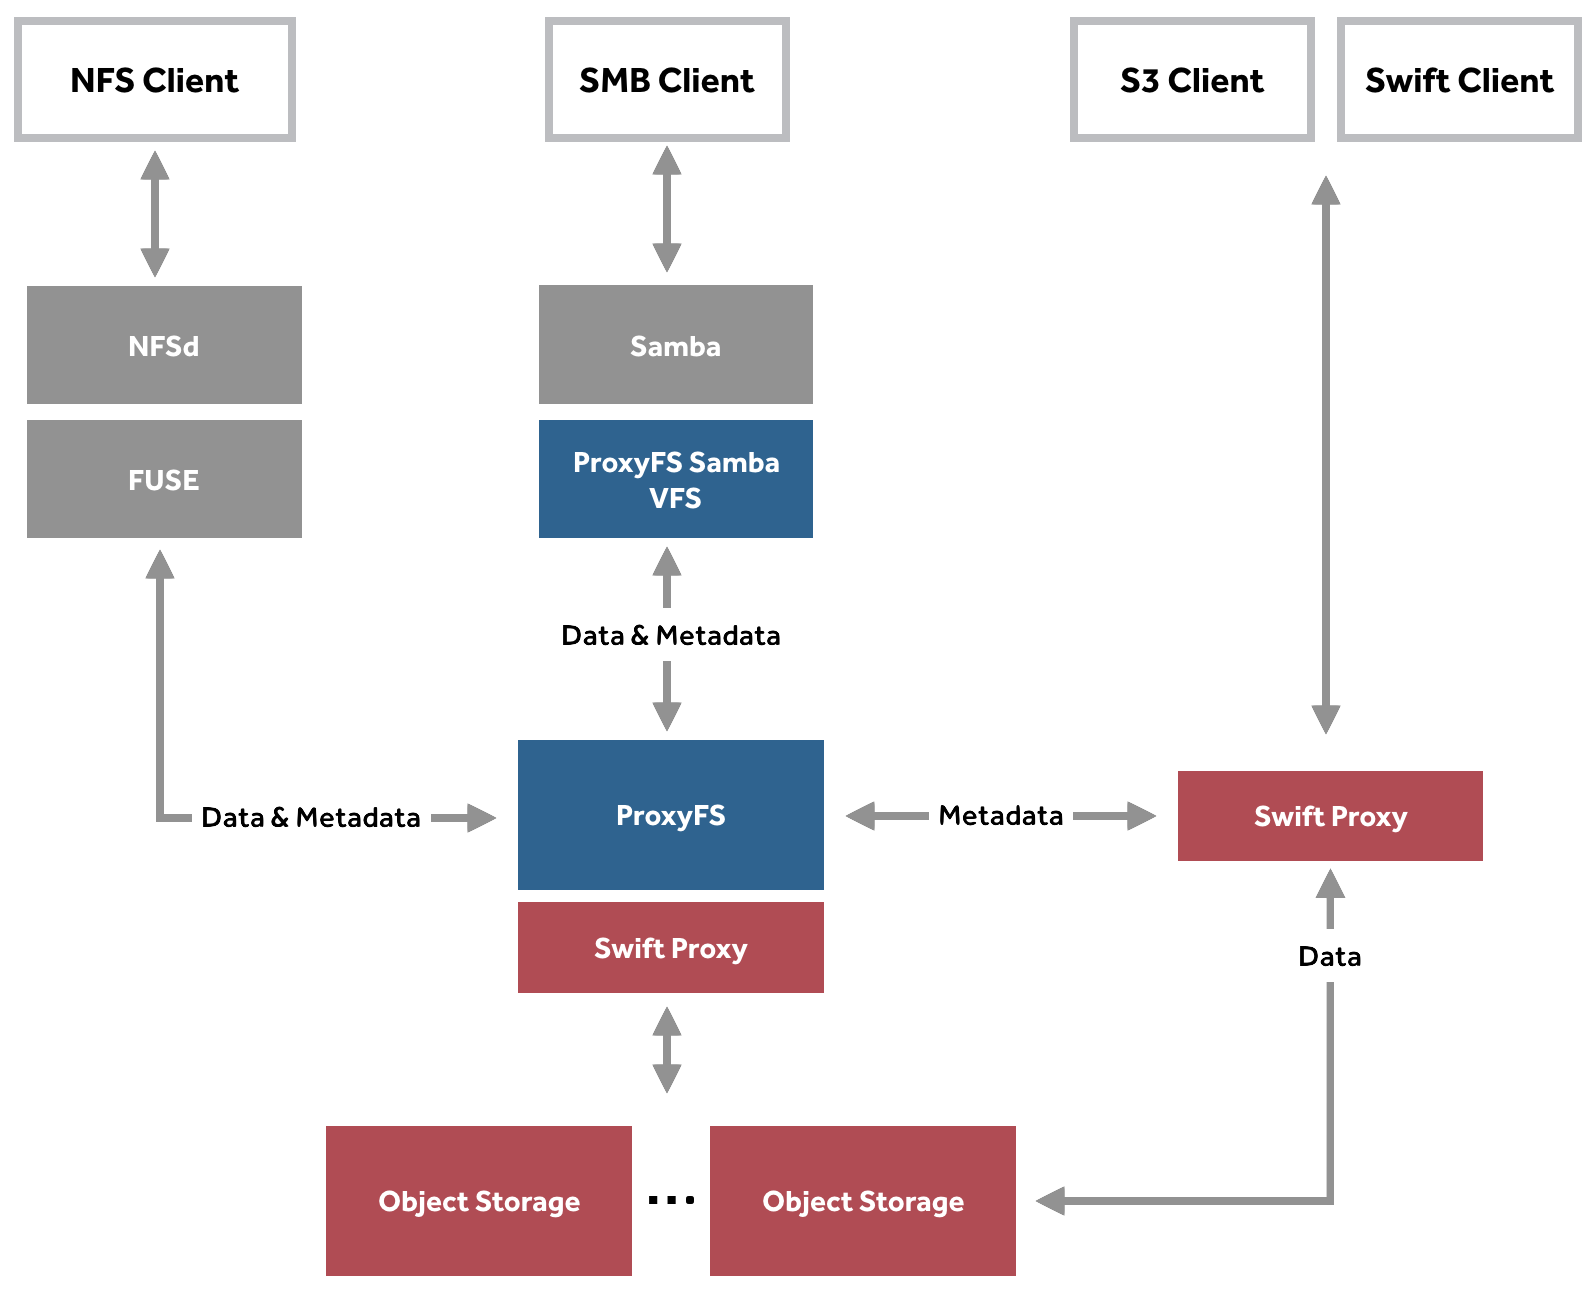 NFS Client
SMB Client
S3 Client
Swift Client
NFSd
Samba
FUSE
ProxyFS Samba
VFS
Data & Metadata
Data & Metadata
ProxyFS
Metadata
Swift Proxy
Swift Proxy
Data
Object Storage
...
Object Storage